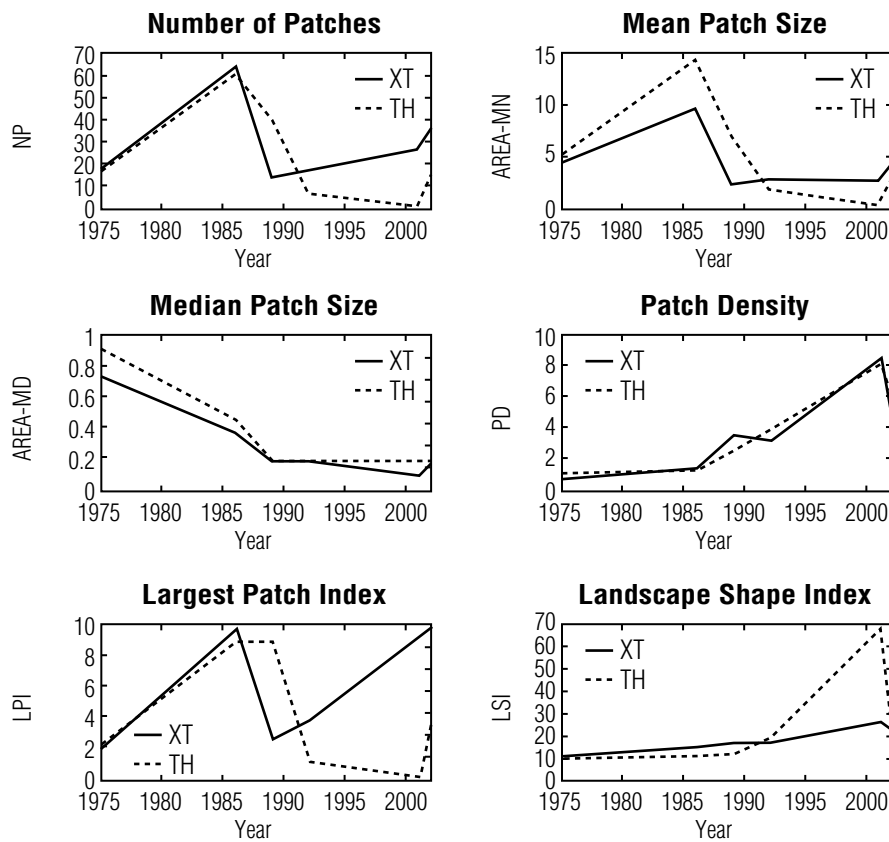 Number of Patches
70
60
50
40
30
20
10
0
NP
XT
TH
1975 1980 1985 1990 1995 2000
Year
Mean Patch Size
15
10
5
0
AREA-MN
XT
TH
1975 1980 1985 1990 1995 2000
Year
Median Patch Size
1
0.8
0.6
0.4
0.2
0
AREA-MD
XT
TH
1975 1980 1985 1990 1995 2000
Year
Patch Density
10
8
6
4
2
0
PD
XT
TH
1975 1980 1985 1990 1995 2000
Year
Largest Patch Index
10
8
6
4
2
0
LPI
XT
TH
1975 1980 1985 1990 1995 2000
Year
Landscape Shape Index
70
60
50
40
30
20
10
0
LSI
XT
TH
1975 1980 1985 1990 1995 2000
Year